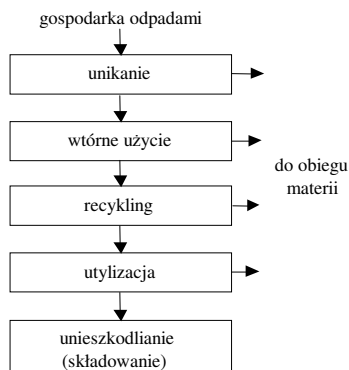 gospodarka odpadami
unikanie
wtórne użycie
do obiegu
materii
recykling
utylizacja
unieszkodlianie
(składowanie)